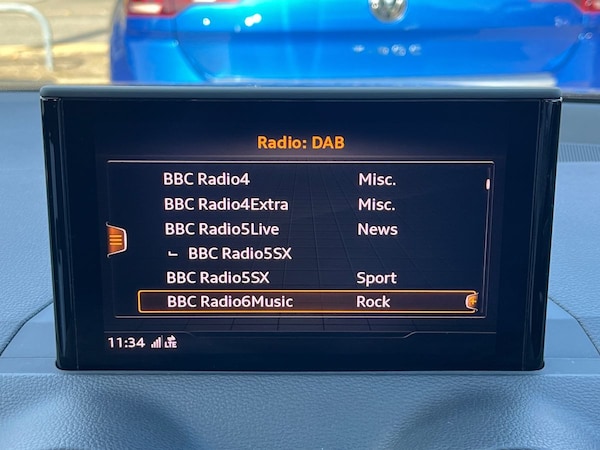 Radio: DAB
BBC Radio4 Misc.
BBC Radio4Extra Misc.
BBC Radio5Live News
BBC Radio5SX
BBC Radio5SX Sport
BBC Radio6Music Rock
11:34 LTE